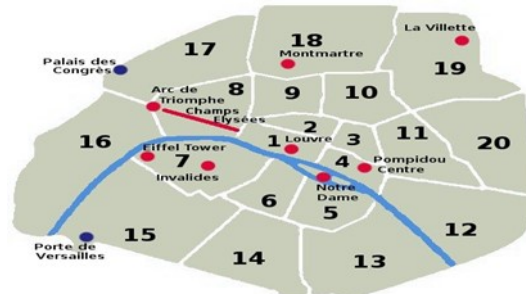 17
18
Montmartre
La Villette
19
Palais des
Congrès
Arc de
Triomphe
Champs
Elysées
8
9
10
16
Eiffel Tower
7
Invalides
1
Louvre
2
3
4
Pompidou
Centre
11
20
Notre
Dame
5
6
12
Porte de
Versailles
15
14
13